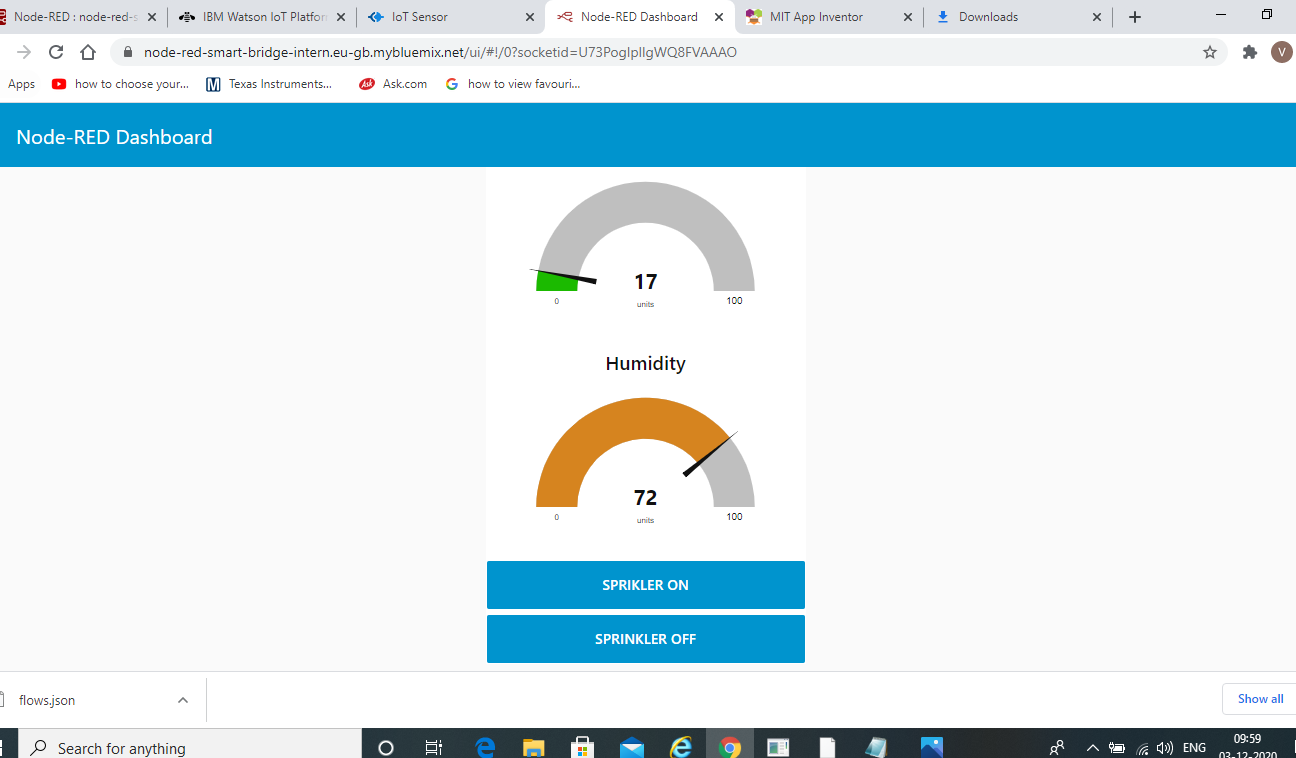 Node-RED : node-red-s
IBM Watson IoT Platfor
IoT Sensor
Node-RED Dashboard
MIT App Inventor
Downloads
node-red-smart-bridge-intern.eu-gb.mybluemix.net/ui/#!/0?socketid=U73PogIpllgWQ8FVAAAO
V
Apps
how to choose your...
Texas Instruments...
Ask
Ask.com
how to view favouri...
Node-RED Dashboard
17
0
units
100
Humidity
72
0
units
100
SPRIKLER ON
SPRINKLER OFF
flows.json
Show all
Search for anything
ENG
09:59
03-12-2020